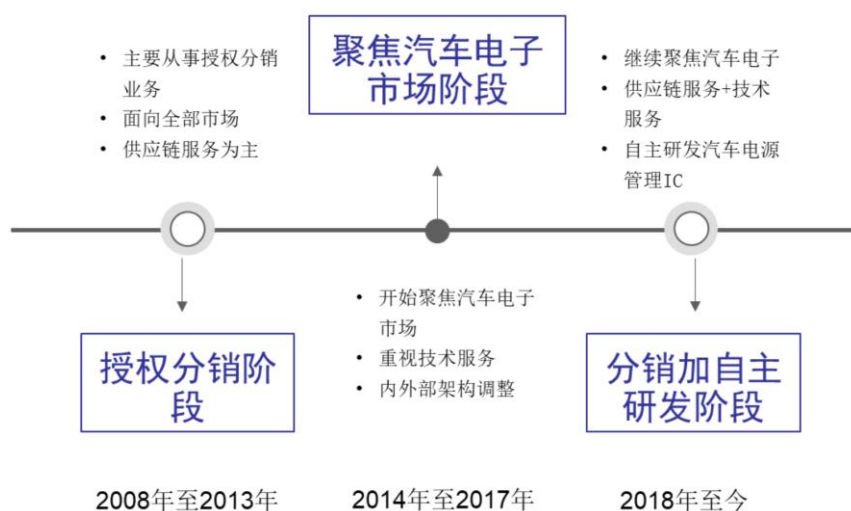 • 主要从事授权分销
业务
• 面向全部市场
• 供应链服务为主
授权分销阶
段
2008年至2013年
聚焦汽车电子
市场阶段
• 开始聚焦汽车电子
市场
• 重视技术服务
• 内外部架构调整
2014年至2017年
• 继续聚焦汽车电子
• 供应链服务+技术
服务
• 自主研发汽车电源
管理IC
分销加自主
研发阶段
2018年至今